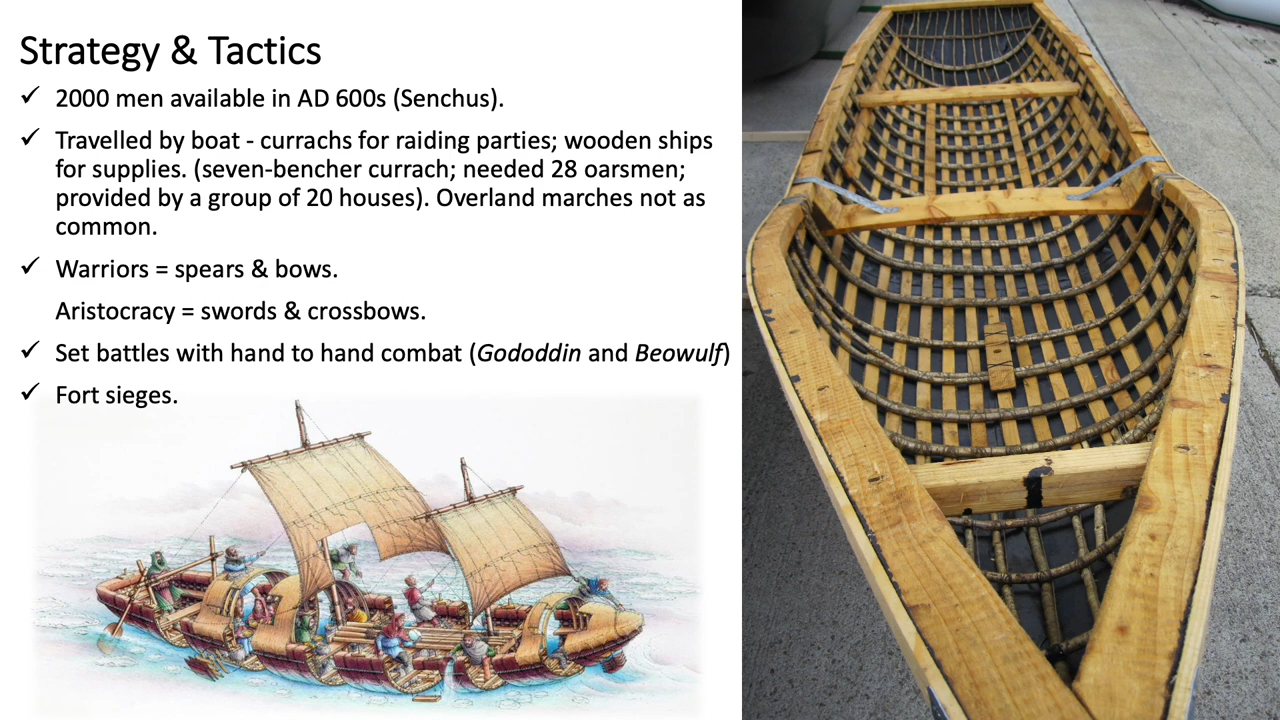 Strategy & Tactics
✓ 2000 men available in AD 600s (Senchus).
✓ Travelled by boat - currachs for raiding parties; wooden ships
for supplies. (seven-bencher currach; needed 28 oarsmen;
provided by a group of 20 houses). Overland marches not as
common.
✓ Warriors = spears & bows.
Aristocracy = swords & crossbows.
✓ Set battles with hand to hand combat (Gododdin and Beowulf)
✓ Fort sieges.